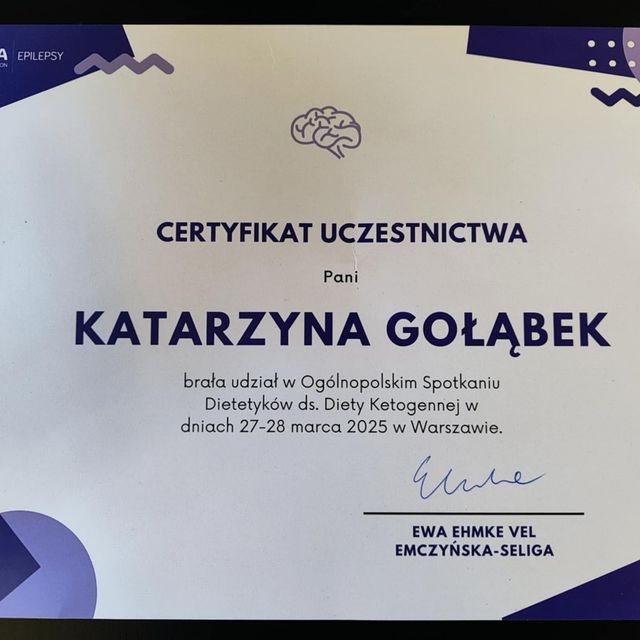 A EPILEPSY
ON
CERTYFIKAT UCZESTNICTWA
Pani
KATARZYNA GOŁĄBEK
brała udział w Ogólnopolskim Spotkaniu
Dietetyków ds. Diety Ketogennej w
dniach 27-28 marca 2025 w Warszawie.
EWA EHMKE VEL
EMCZYŃSKA-SELIGA